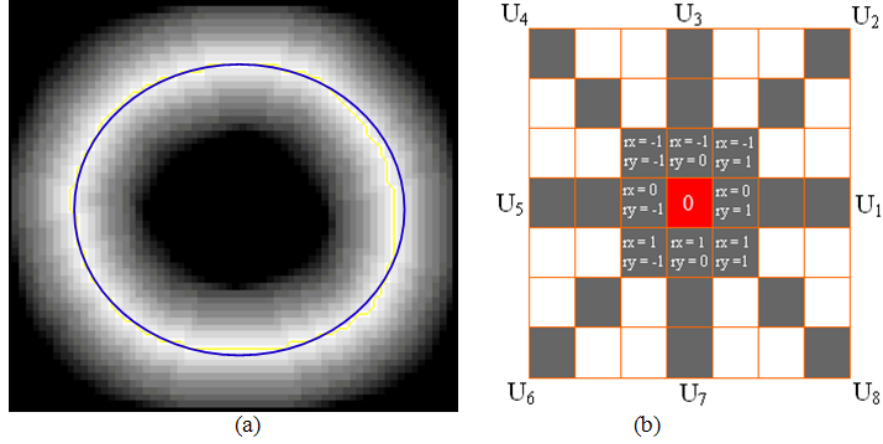 U4 U3 U2
rx = -1 rx = -1 rx = -1
ry = -1 ry = 0 ry = 1
U5 rx = 0 0 rx = 0 U1
ry = -1 ry = 1
rx = 1 rx = 1 rx = 1
ry = -1 ry = 0 ry = 1
U6 U7 U8
(a) (b)